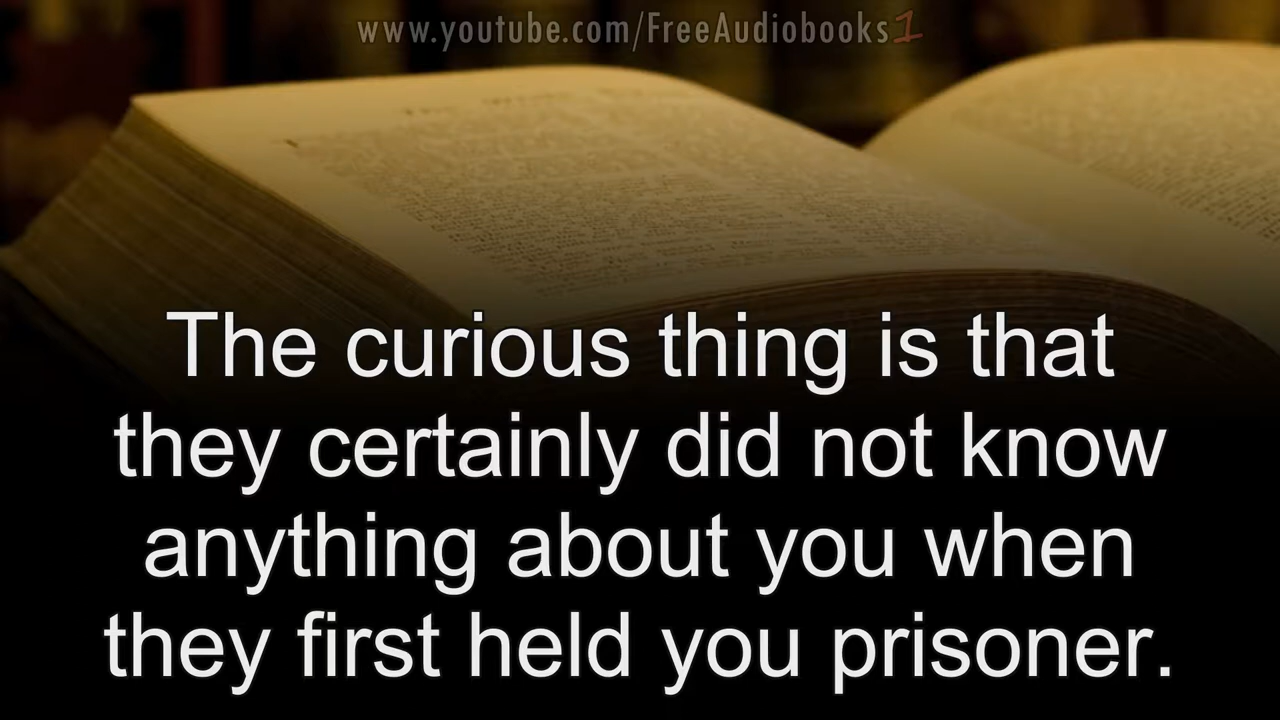 www.youtube.com/FreeAudiobooks1
The curious thing is that
they certainly did not know
anything about you when
they first held you prisoner.